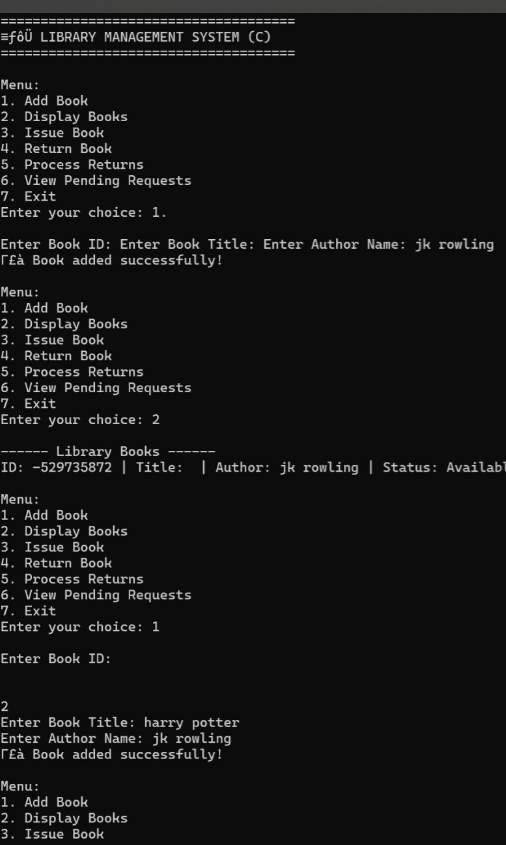 =====================================
≡ƒôÜ LIBRARY MANAGEMENT SYSTEM (C)
=====================================
Menu:
1. Add Book
2. Display Books
3. Issue Book
4. Return Book
5. Process Returns
6. View Pending Requests
7. Exit
Enter your choice: 1.
Enter Book ID: Enter Book Title: Enter Author Name: jk rowling
Γ£à Book added successfully!
Menu:
1. Add Book
2. Display Books
3. Issue Book
4. Return Book
5. Process Returns
6. View Pending Requests
7. Exit
Enter your choice: 2
------ Library Books ------
ID: -529735872 | Title:  | Author: jk rowling | Status: Availabl
Menu:
1. Add Book
2. Display Books
3. Issue Book
4. Return Book
5. Process Returns
6. View Pending Requests
7. Exit
Enter your choice: 1
Enter Book ID:
2
Enter Book Title: harry potter
Enter Author Name: jk rowling
Γ£à Book added successfully!
Menu:
1. Add Book
2. Display Books
3. Issue Book